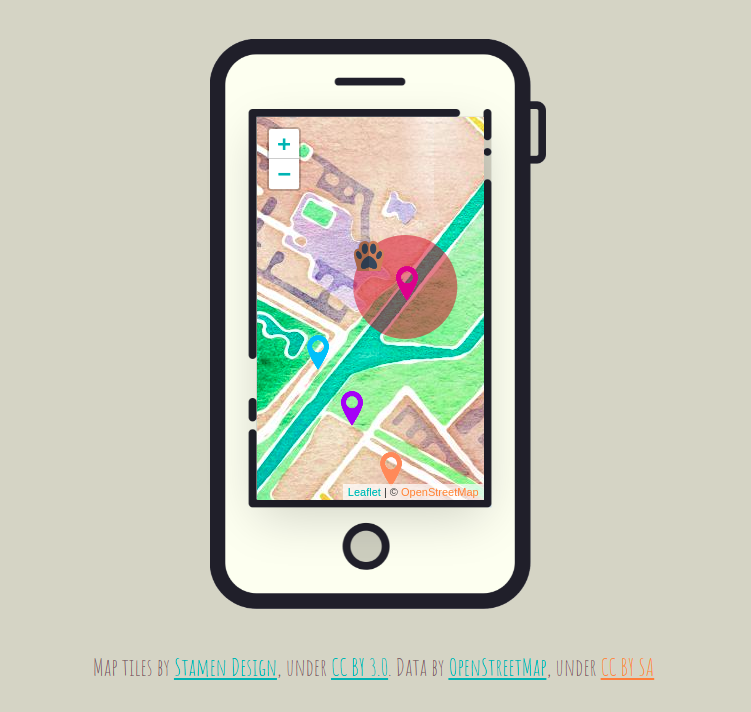 +
−
Leaflet | © OpenStreetMap
Map tiles by Stamen Design, under CC BY 3.0. Data by OpenStreetMap, under CC BY SA